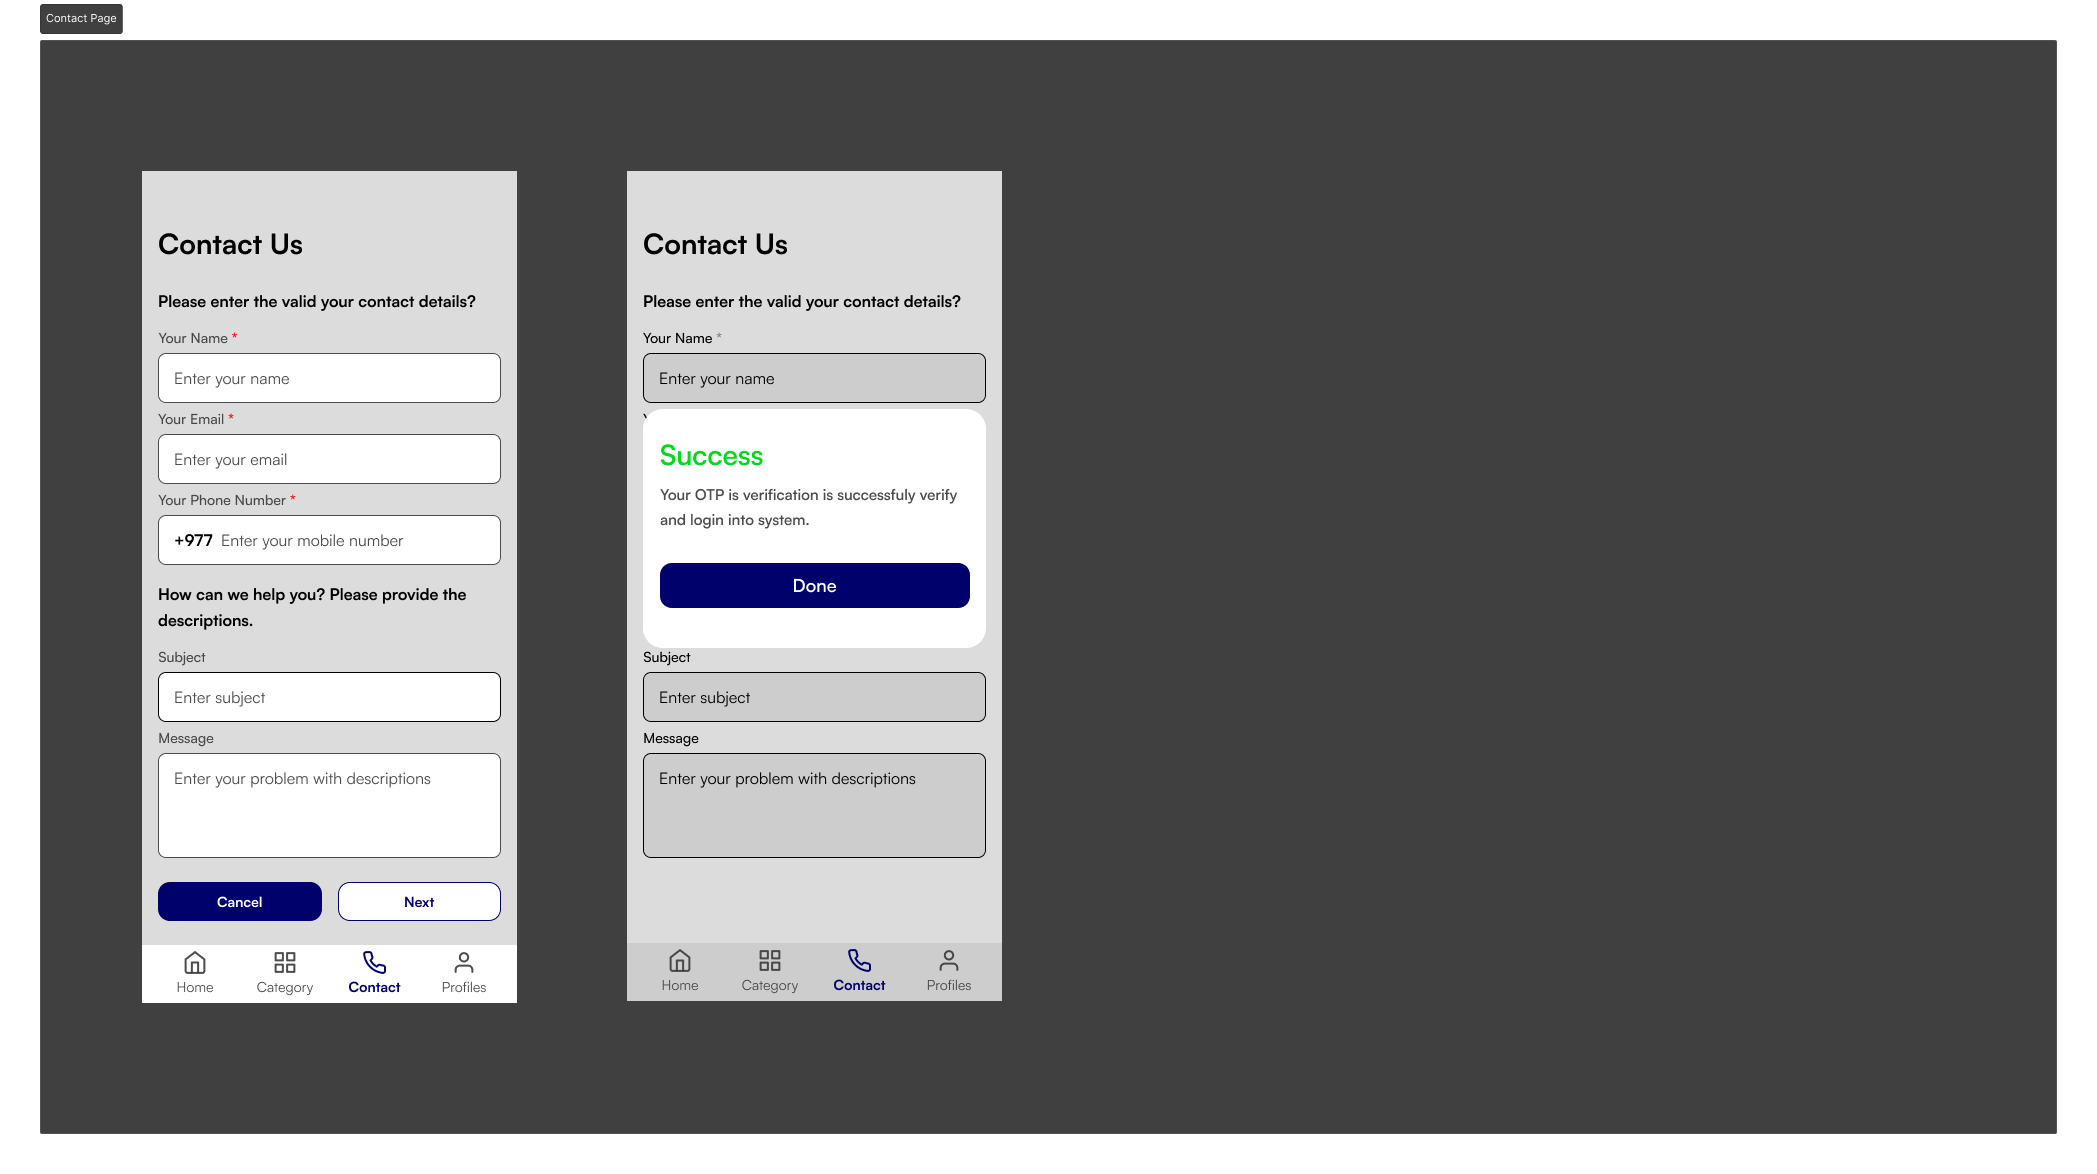 Contact Page
Contact Us
Please enter the valid your contact details?
Your Name *
Enter your name
Your Email *
Enter your email
Your Phone Number *
+977 Enter your mobile number
How can we help you? Please provide the
descriptions.
Subject
Enter subject
Message
Enter your problem with descriptions
Cancel
Next
Home
Category
Contact
Profiles
Contact Us
Please enter the valid your contact details?
Your Name *
Enter your name
Success
Your OTP is verification is successfuly verify
and login into system.
Done
Subject
Enter subject
Message
Enter your problem with descriptions
Home
Category
Contact
Profiles